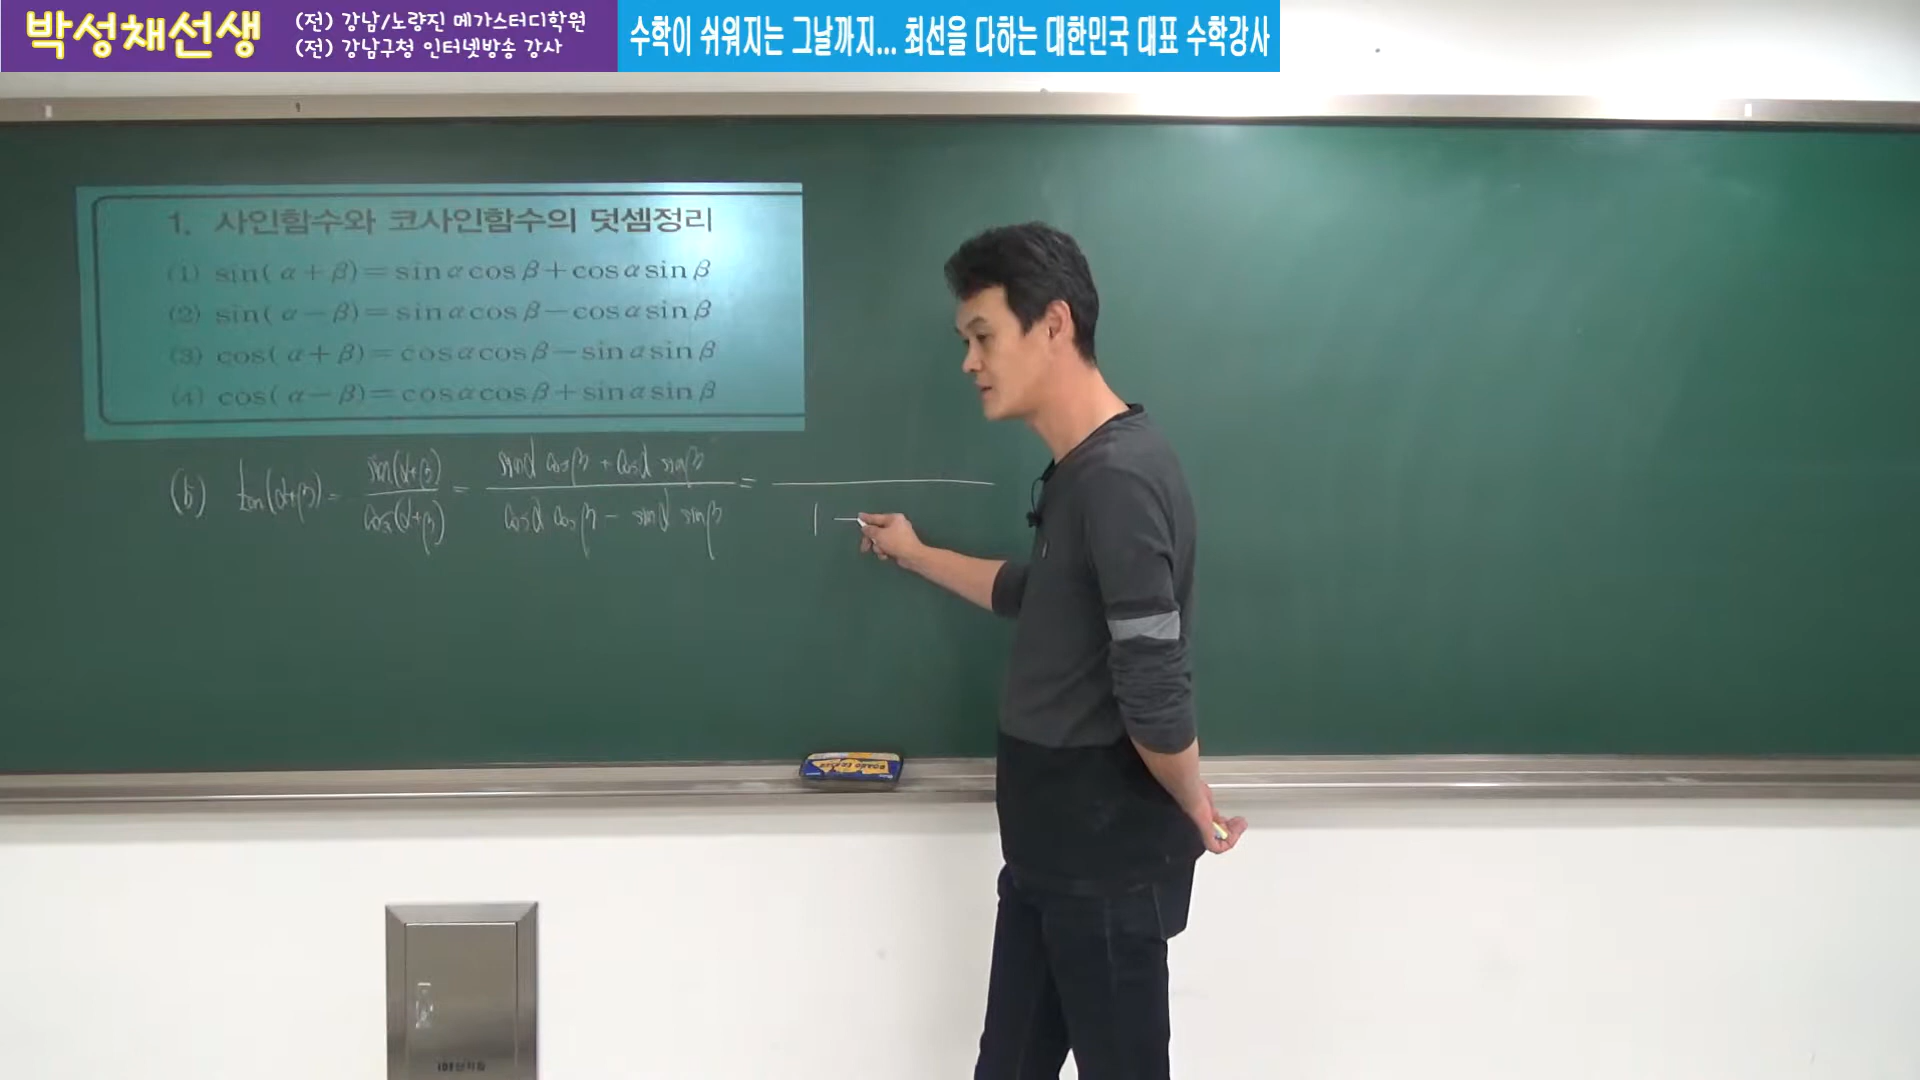 박성채선생
(전) 강남/노량진 메가스터디학원
(전) 강남구청 인터넷방송 강사
수학이 쉬워지는 그날까지... 최선을 다하는 대한민국 대표 수학강사
1. 사인함수와 코사인함수의 덧셈정리
(1) sin(α+β)=sinαcosβ+cosαsinβ
(2) sin(α-β)=sinαcosβ-cosαsinβ
(3) cos(α+β)=cosαcosβ-sinαsinβ
(4) cos(α-β)=cosαcosβ+sinαsinβ
tan(α+β) = sin(α+β)/cos(α+β) = (sinα cosβ + cosα sinβ)/(cosα cosβ - sinα sinβ) =
1 -